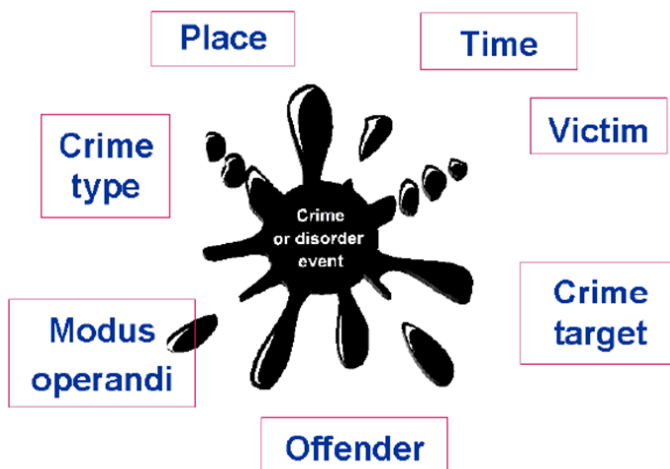 Place
Time
Victim
Crime
type
Crime
or disorder
event
Crime
target
Modus
operandi
Offender